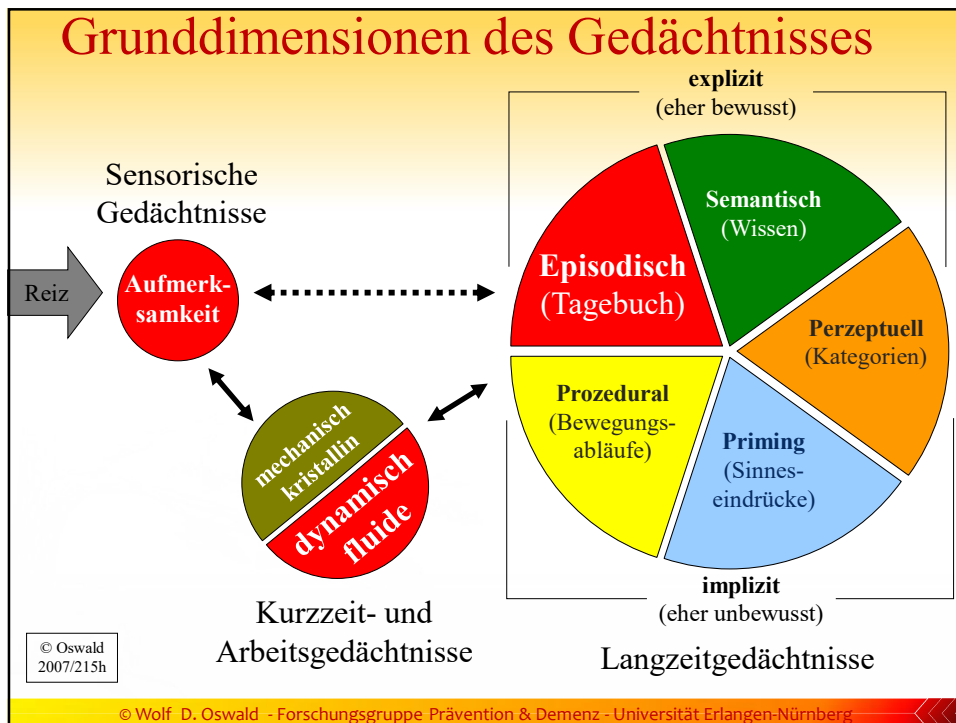 Grunddimensionen des Gedächtnisses
explizit
(eher bewusst)
Sensorische
Gedächtnisse
Reiz
Aufmerk-
samkeit
Semantisch
(Wissen)
Episodisch
(Tagebuch)
Perzeptuell
(Kategorien)
Prozedural
(Bewegungs-
abläufe)
Priming
(Sinnes-
eindrücke)
mechanisch
kristallin
dynamisch
fluide
implizit
(eher unbewusst)
Kurzzeit- und
Arbeitsgedächtnisse
Langzeitgedächtnisse
© Oswald
2007/215h
© Wolf D. Oswald - Forschungsgruppe Prävention & Demenz - Universität Erlangen-Nürnberg